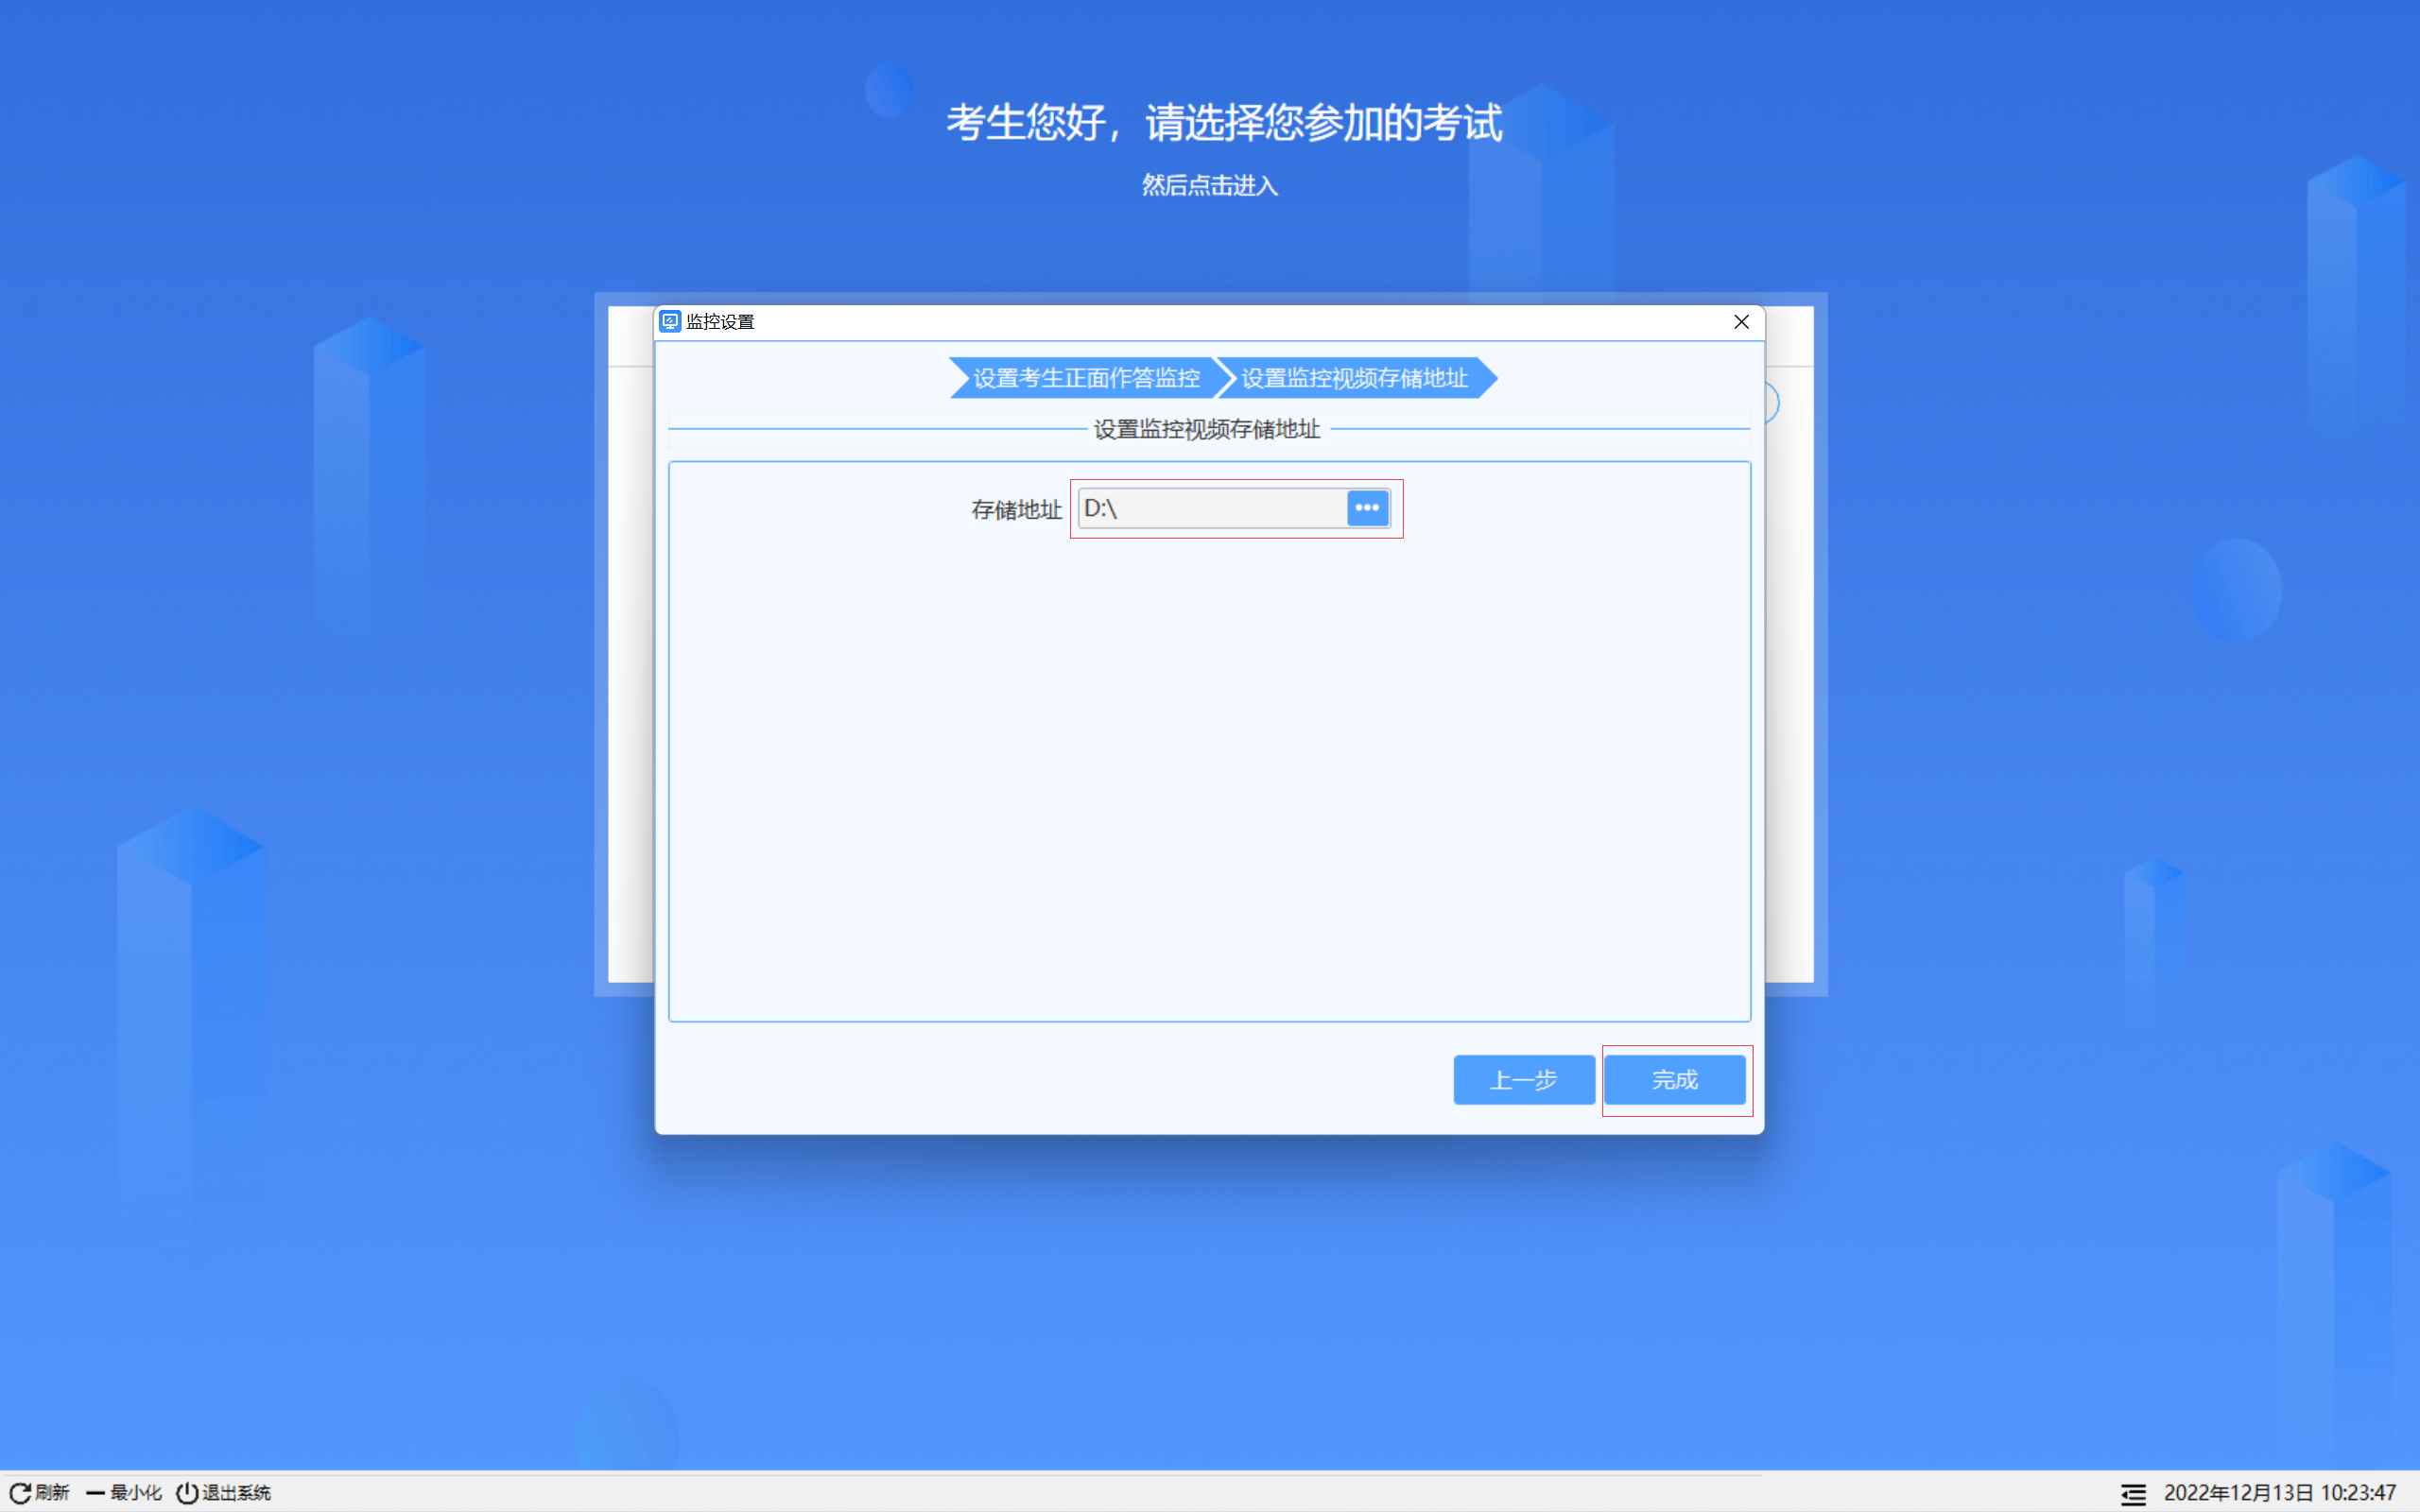 考生您好，请选择您参加的考试
然后点击进入
监控设置
设置考生正面作答监控
设置监控视频存储地址
设置监控视频存储地址
存储地址 D:\
上一步
完成
刷新 最小化 退出系统
2022年12月13日 10:23:47